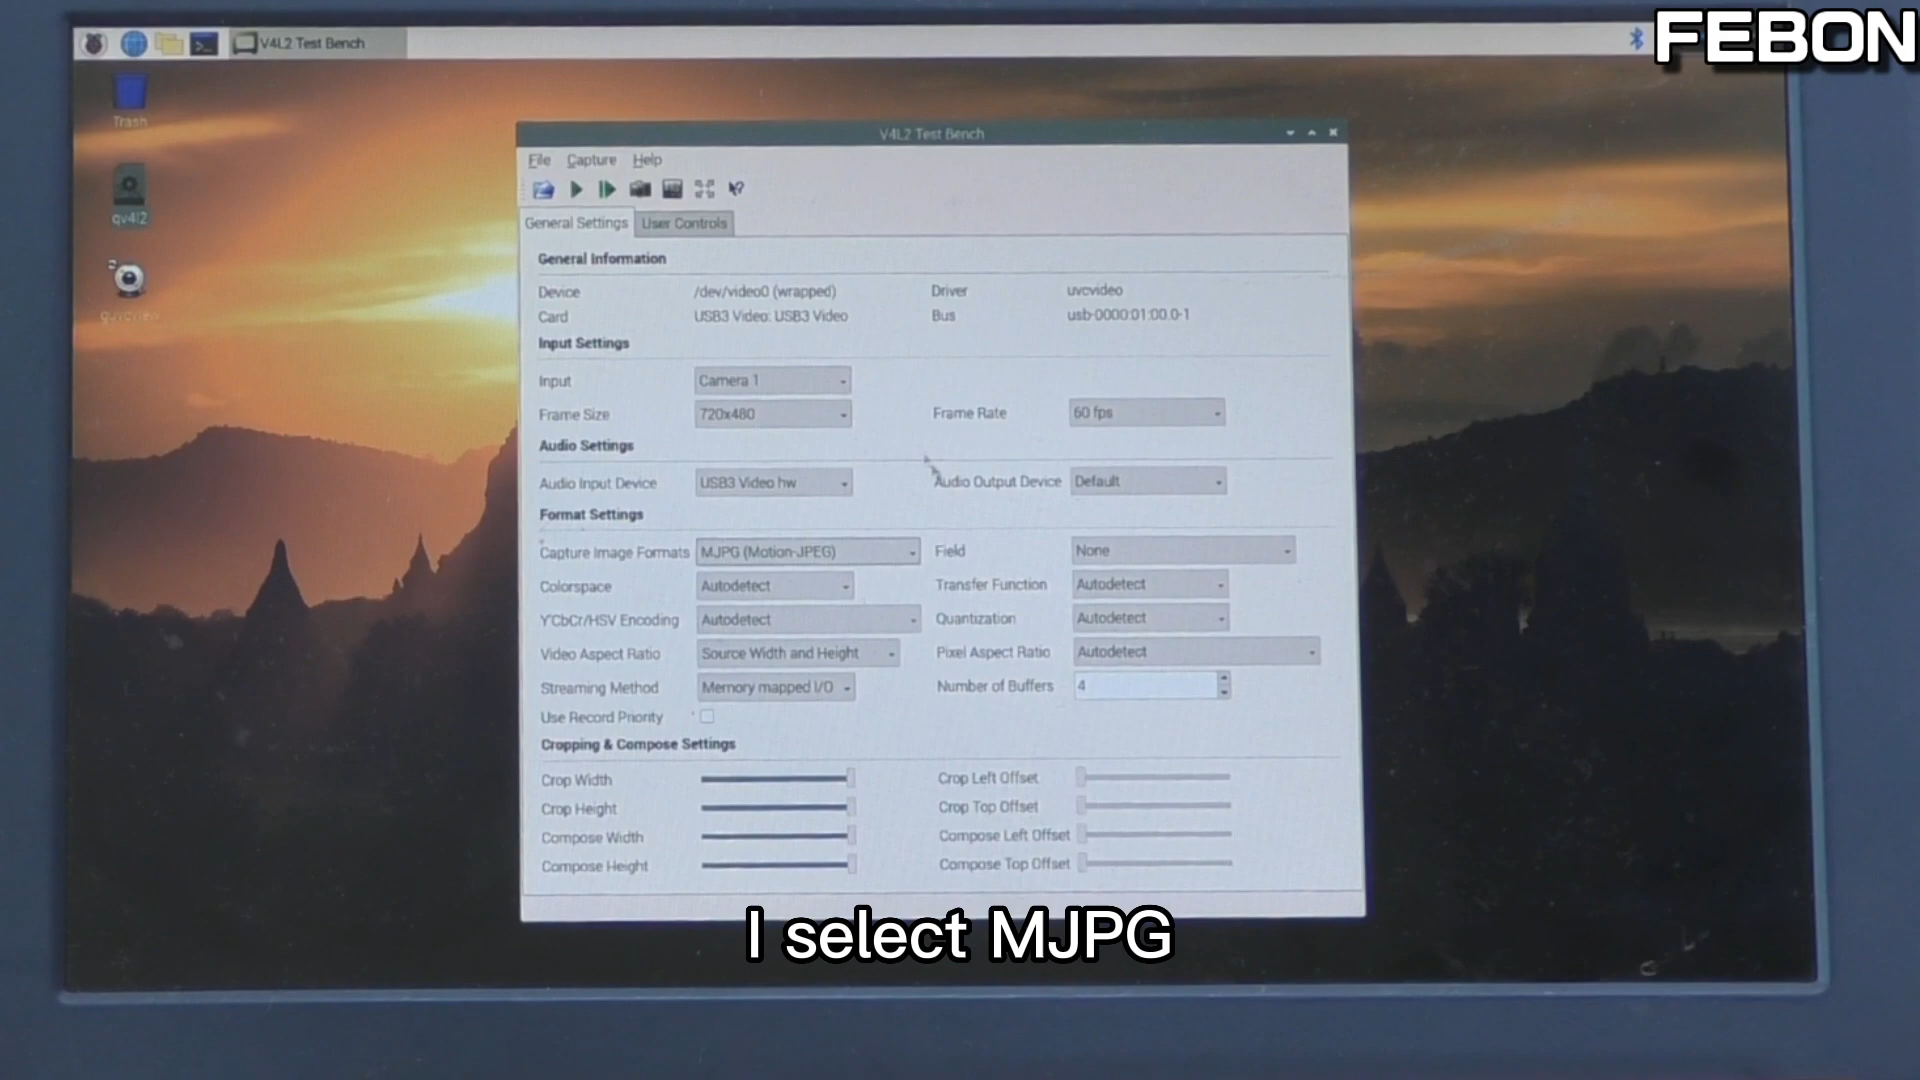 FEBON
V4L2 Test Bench
Trash
qv4l2
guvcview
V4L2 Test Bench
File Capture Help
General Settings User Controls
General Information
Device /dev/video0 (wrapped) Driver uvcvideo
Card USB3 Video: USB3 Video Bus usb-0000:01:00.0-1
Input Settings
Input Camera 1
Frame Size 720x480 Frame Rate 60 fps
Audio Settings
Audio Input Device USB3 Video hw Audio Output Device Default
Format Settings
Capture Image Formats MJPG (Motion-JPEG) Field None
Colorspace Autodetect Transfer Function Autodetect
Y'CbCr/HSV Encoding Autodetect Quantization Autodetect
Video Aspect Ratio Source Width and Height Pixel Aspect Ratio Autodetect
Streaming Method Memory mapped I/O Number of Buffers 4
Use Record Priority
Cropping & Compose Settings
Crop Width Crop Left Offset
Crop Height Crop Top Offset
Compose Width Compose Left Offset
Compose Height Compose Top Offset
I select MJPG